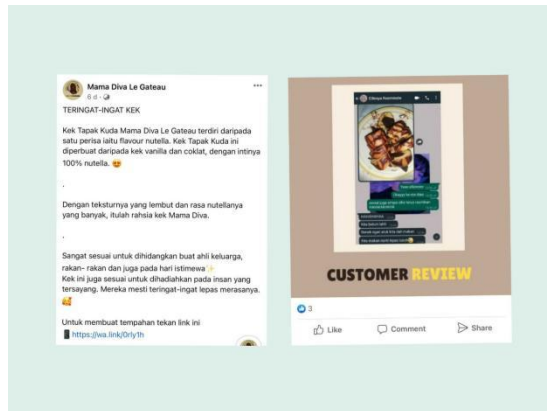 Mama Diva Le Gateau
6 d
TERINGAT-INGAT KEK
Kek Tapak Kuda Mama Diva Le Gateau terdiri daripada
satu perisa iaitu flavour nutella. Kek Tapak Kuda ini
diperbuat daripada kek vanilla dan coklat, dengan intinya
100% nutella.
.
Dengan teksturnya yang lembut dan rasa nutellanya
yang banyak, itulah rahsia kek Mama Diva.
.
Sangat sesuai untuk dihidangkan buat ahli keluarga,
rakan- rakan dan juga pada hari istimewa
Kek ini juga sesuai untuk dihadiahkan pada insan yang
tersayang. Mereka mesti teringat-ingat lepas merasanya.
Untuk membuat tempahan tekan link ini
https://wa.link/0rly1h
CUSTOMER REVIEW
3
Like
Comment
Share